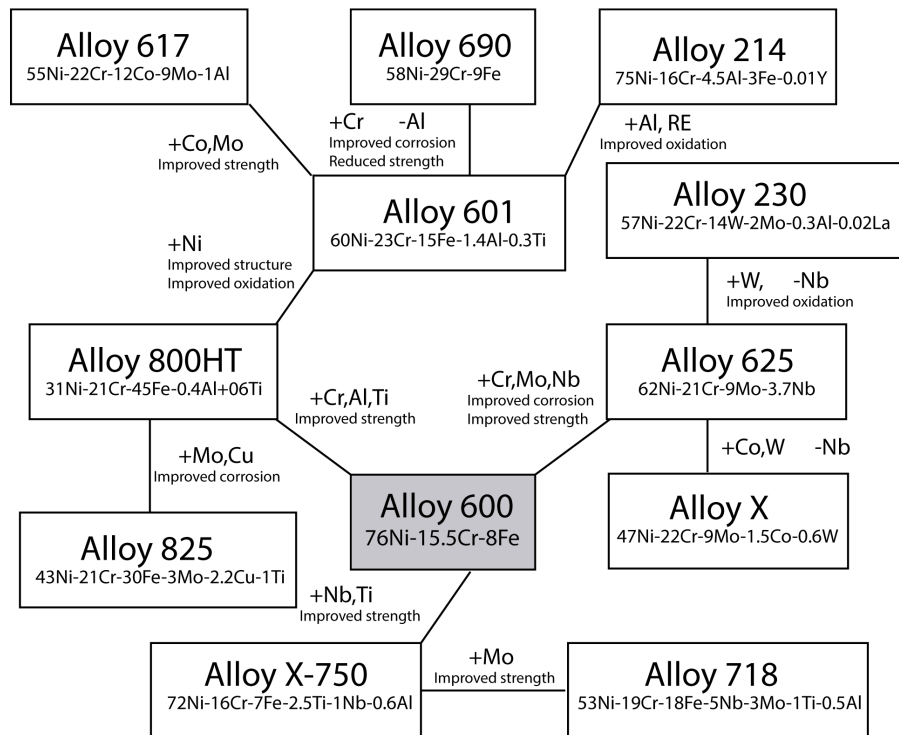 Alloy 617
55Ni-22Cr-12Co-9Mo-1Al
Alloy 690
58Ni-29Cr-9Fe
Alloy 214
75Ni-16Cr-4.5Al-3Fe-0.01Y
+Co,Mo
Improved strength
+Cr -Al
Improved corrosion
Reduced strength
+Al, RE
Improved oxidation
Alloy 601
60Ni-23Cr-15Fe-1.4Al-0.3Ti
Alloy 230
57Ni-22Cr-14W-2Mo-0.3Al-0.02La
+Ni
Improved structure
Improved oxidation
+W, -Nb
Improved oxidation
Alloy 800HT
31Ni-21Cr-45Fe-0.4Al+06Ti
Alloy 625
62Ni-21Cr-9Mo-3.7Nb
+Cr,Al,Ti
Improved strength
+Cr,Mo,Nb
Improved corrosion
Improved strength
+Mo,Cu
Improved corrosion
+Co,W -Nb
Alloy 600
76Ni-15.5Cr-8Fe
Alloy X
47Ni-22Cr-9Mo-1.5Co-0.6W
Alloy 825
43Ni-21Cr-30Fe-3Mo-2.2Cu-1Ti
+Nb,Ti
Improved strength
Alloy X-750
72Ni-16Cr-7Fe-2.5Ti-1Nb-0.6Al
+Mo
Improved strength
Alloy 718
53Ni-19Cr-18Fe-5Nb-3Mo-1Ti-0.5Al